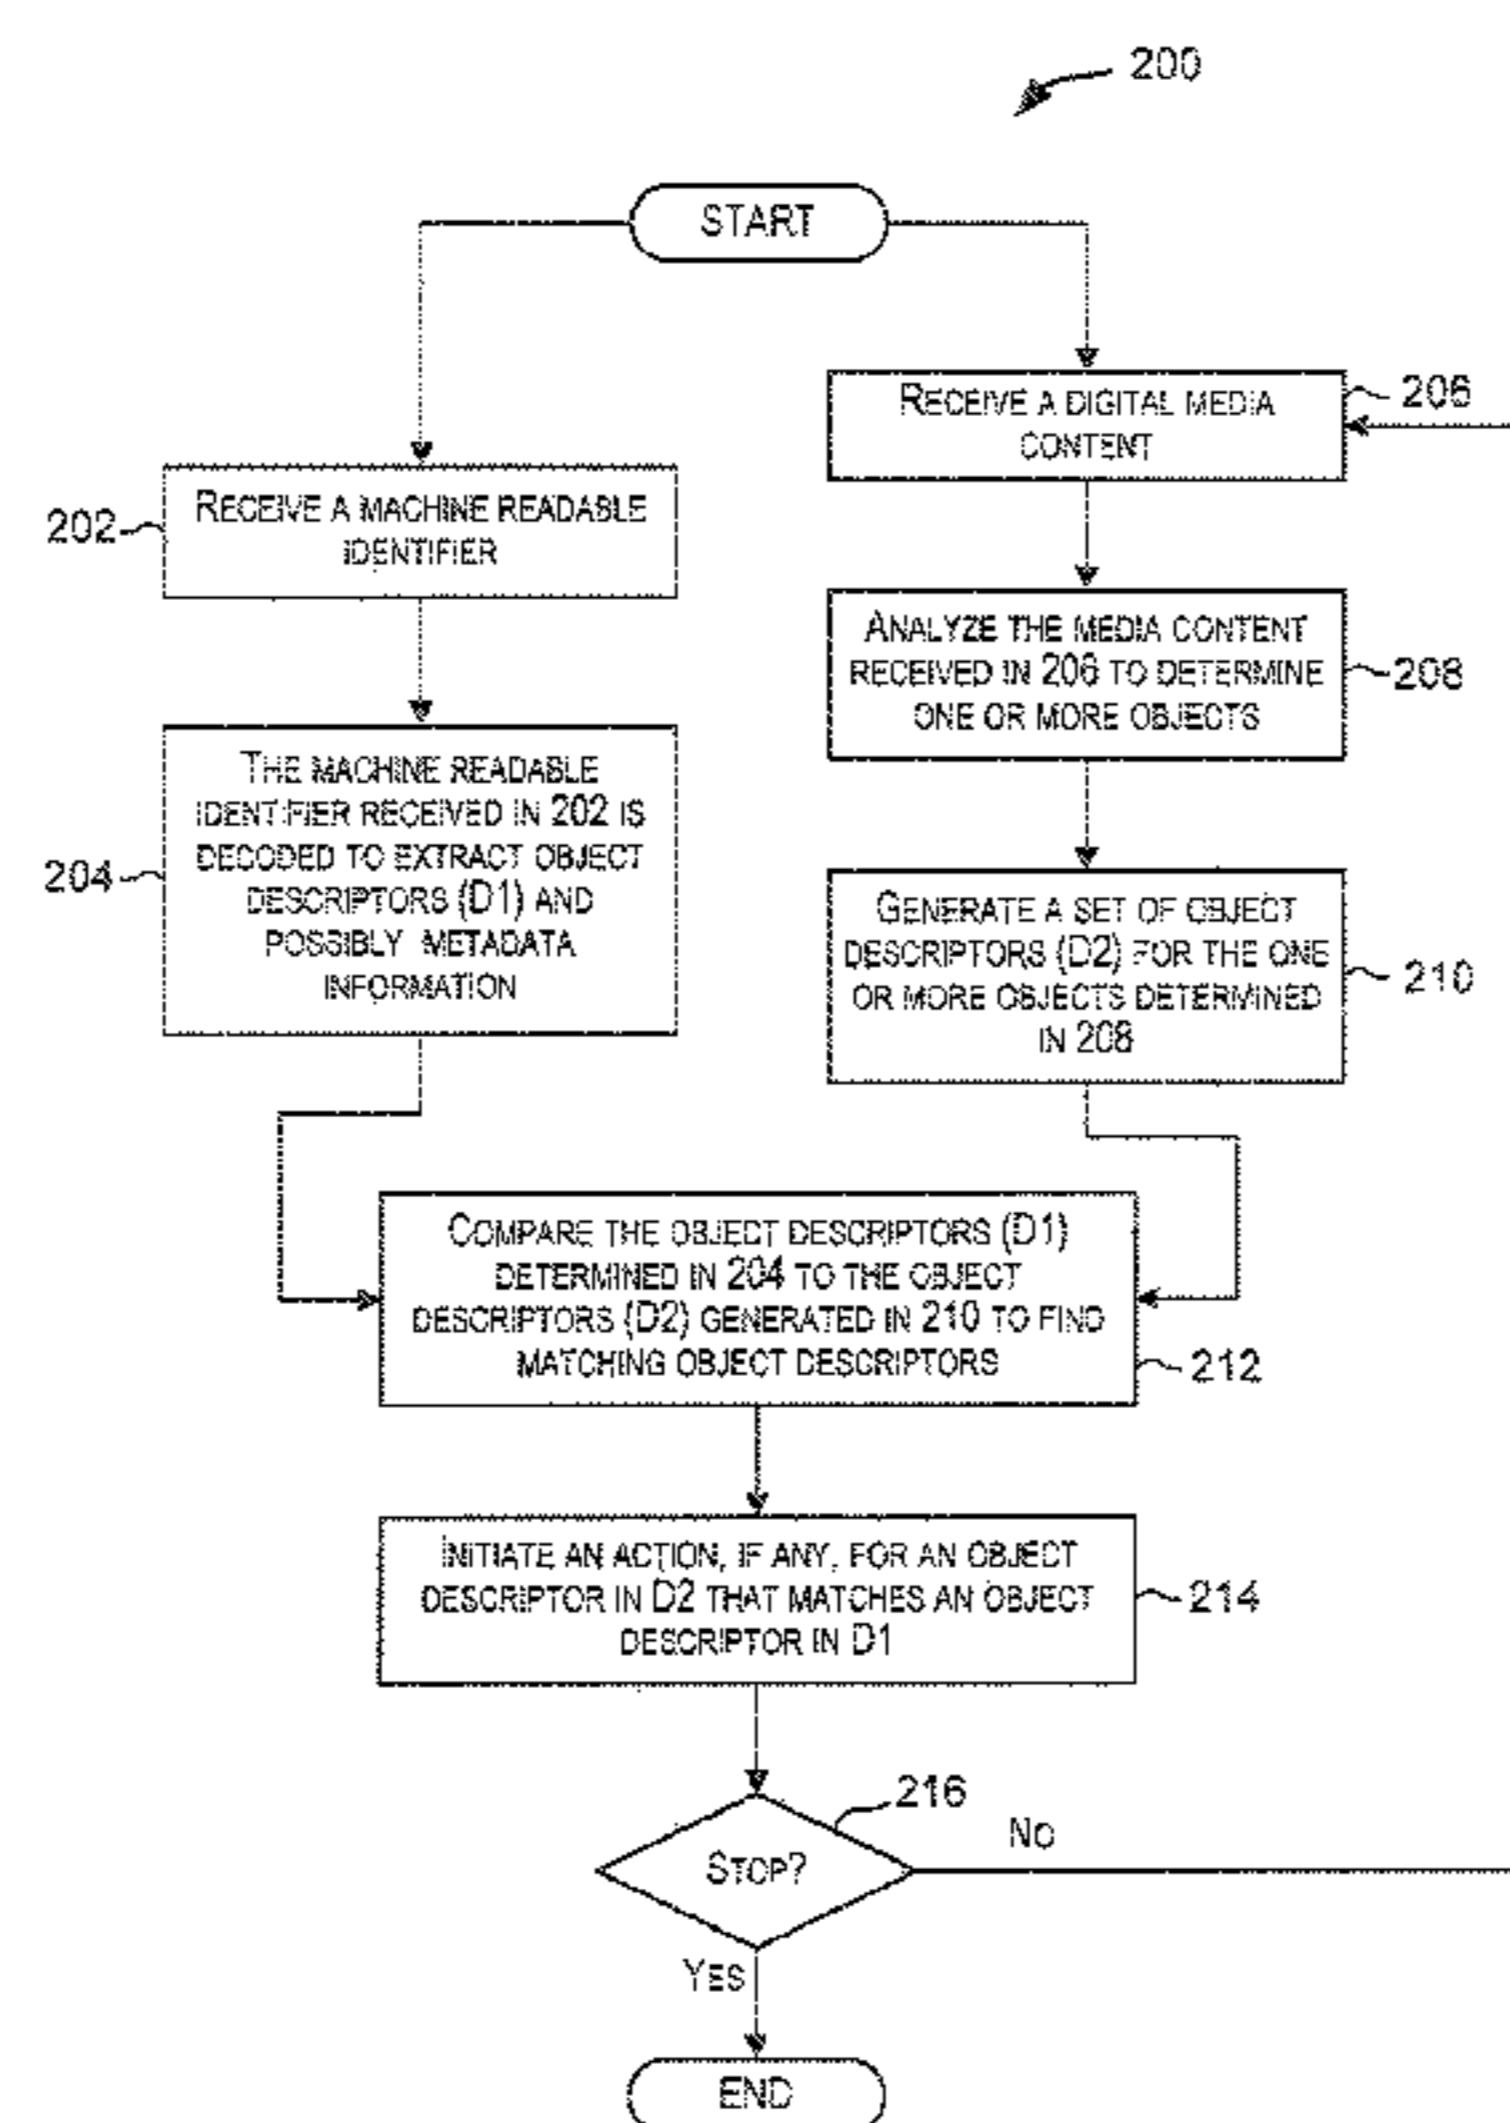 200
START
RECEIVE A DIGITAL MEDIA
CONTENT
206
RECEIVE A MACHINE READABLE
IDENTIFIER
202
ANALYZE THE MEDIA CONTENT
RECEIVED IN 206 TO DETERMINE
ONE OR MORE OBJECTS
208
THE MACHINE READABLE
IDENTIFIER RECEIVED IN 202 IS
DECODED TO EXTRACT OBJECT
DESCRIPTORS (D1) AND
POSSIBLY METADATA
INFORMATION
204
GENERATE A SET OF OBJECT
DESCRIPTORS (D2) FOR THE ONE
OR MORE OBJECTS DETERMINED
IN 208
210
COMPARE THE OBJECT DESCRIPTORS (D1)
DETERMINED IN 204 TO THE OBJECT
DESCRIPTORS (D2) GENERATED IN 210 TO FIND
MATCHING OBJECT DESCRIPTORS
212
INITIATE AN ACTION, IF ANY, FOR AN OBJECT
DESCRIPTOR IN D2 THAT MATCHES AN OBJECT
DESCRIPTOR IN D1
214
216
STOP?
NO
YES
END